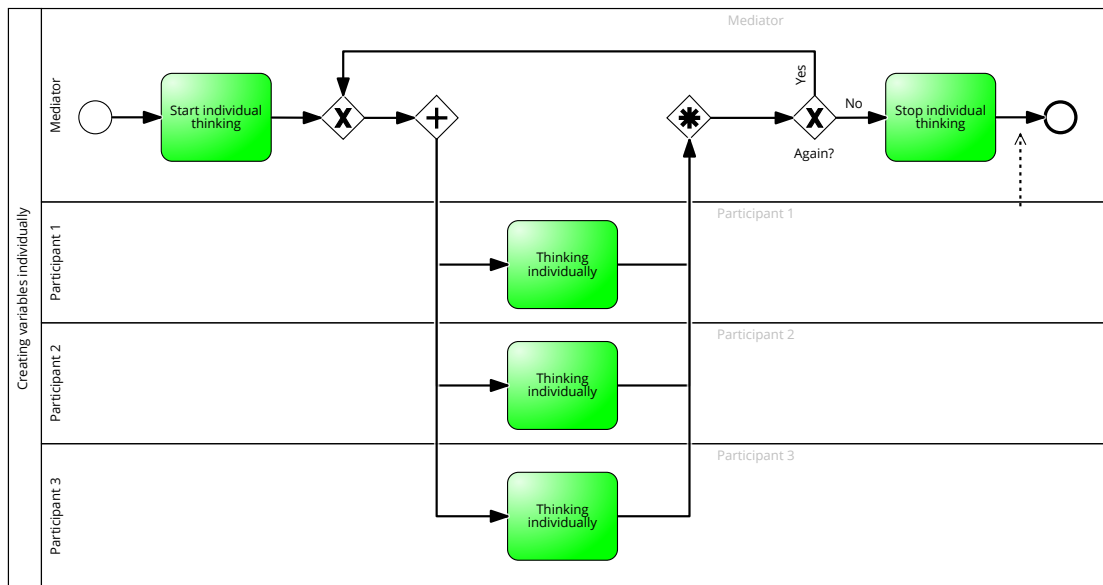 Creating variables individually
Mediator
Mediator
Start individual
thinking
X
Yes
X
No
Again?
Stop individual
thinking
Participant 1
Participant 1
Thinking
individually
Participant 2
Participant 2
Thinking
individually
Participant 3
Participant 3
Thinking
individually